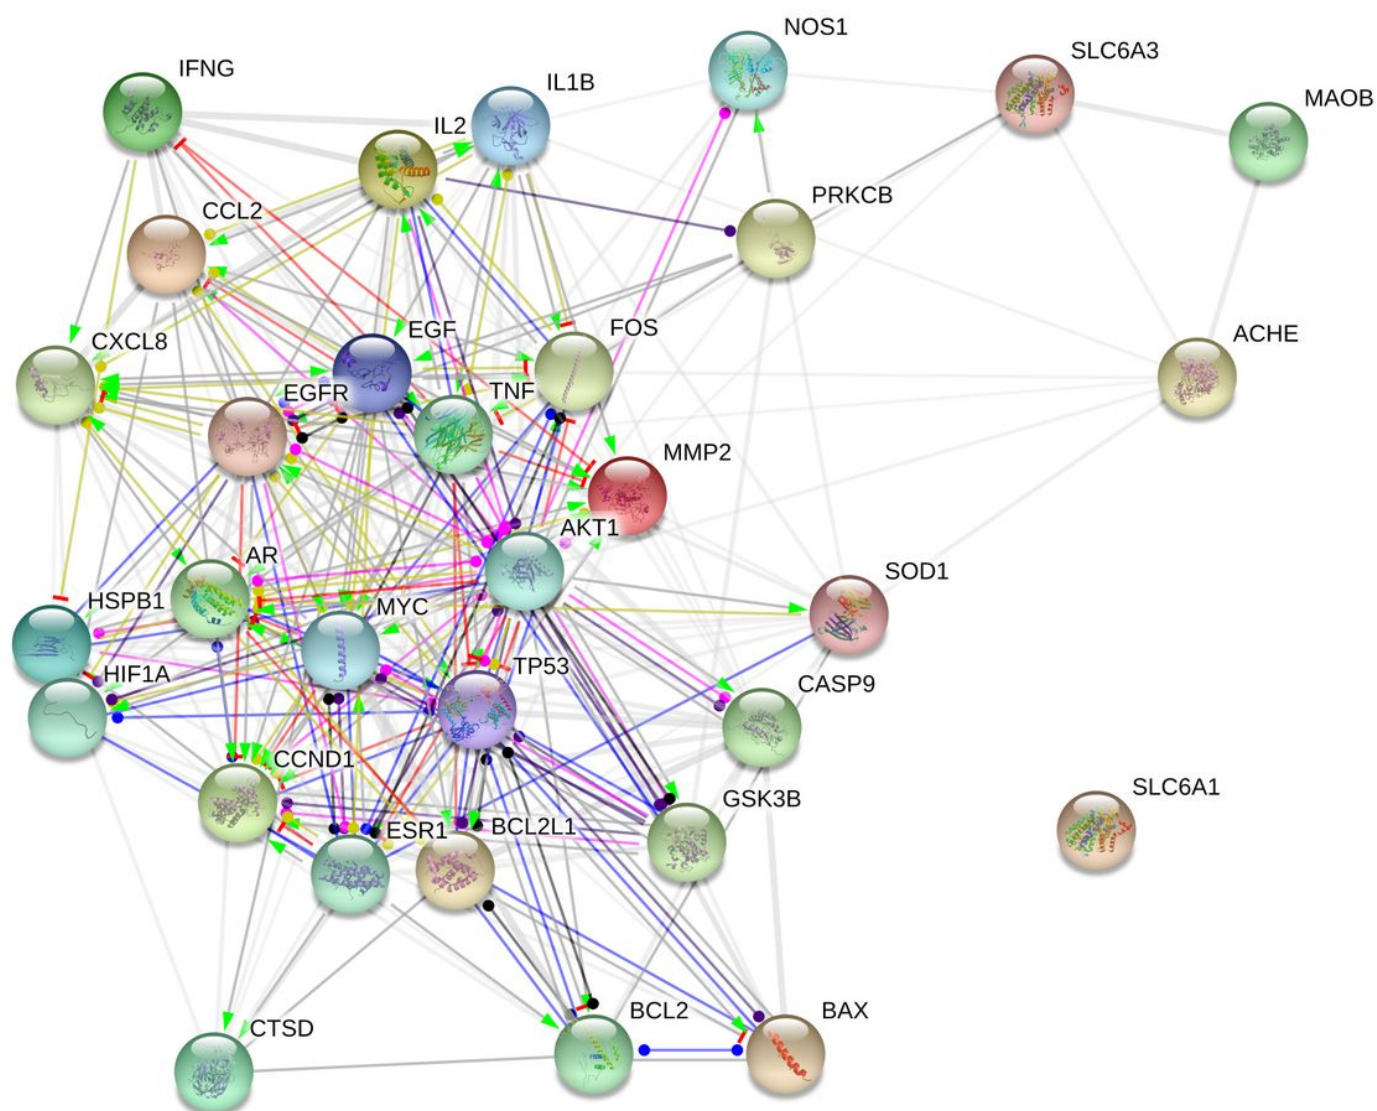 NOS1
SLC6A3
IFNG
IL1B
MAOB
IL2
PRKCB
CCL2
EGF
FOS
ACHE
CXCL8
EGFR
TNF
MMP2
AKT1
AR
SOD1
HSPB1
MYC
TP53
HIF1A
CASP9
CCND1
SLC6A1
GSK3B
ESR1
BCL2L1
BCL2
BAX
CTSD